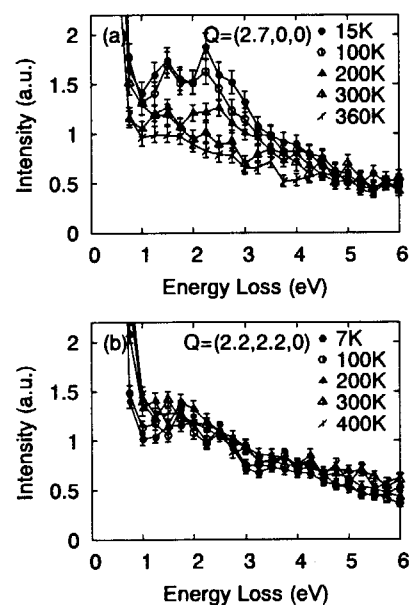 (a) Q=(2.7,0,0)
15K
100K
200K
300K
360K
Intensity (a.u.)
2
1.5
1
0.5
0
0 1 2 3 4 5 6
Energy Loss (eV)
(b) Q=(2.2,2.2,0)
7K
100K
200K
300K
400K
Intensity (a.u.)
2
1.5
1
0.5
0
0 1 2 3 4 5 6
Energy Loss (eV)